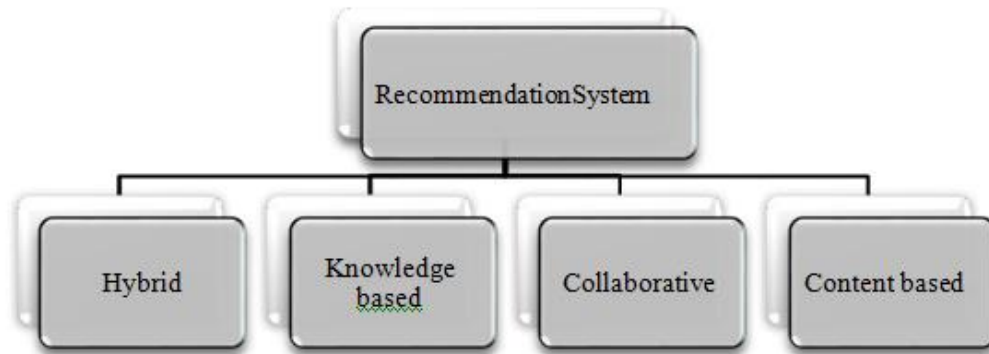 RecommendationSystem
Hybrid
Knowledge
based
Collaborative
Content based